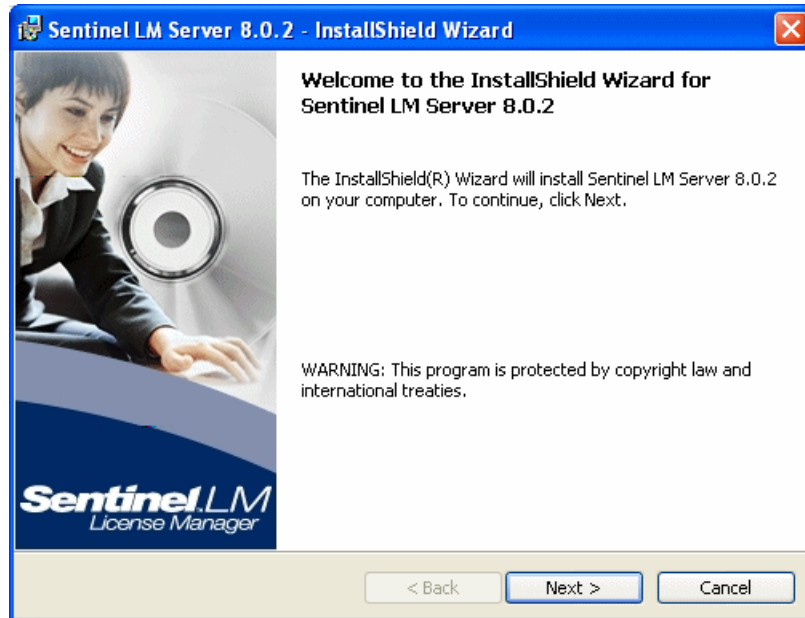 Sentinel LM Server 8.0.2 - InstallShield Wizard
Welcome to the InstallShield Wizard for
Sentinel LM Server 8.0.2
The InstallShield(R) Wizard will install Sentinel LM Server 8.0.2
on your computer. To continue, click Next.
WARNING: This program is protected by copyright law and
international treaties.
Sentinel.LM
License Manager
< Back
Next >
Cancel